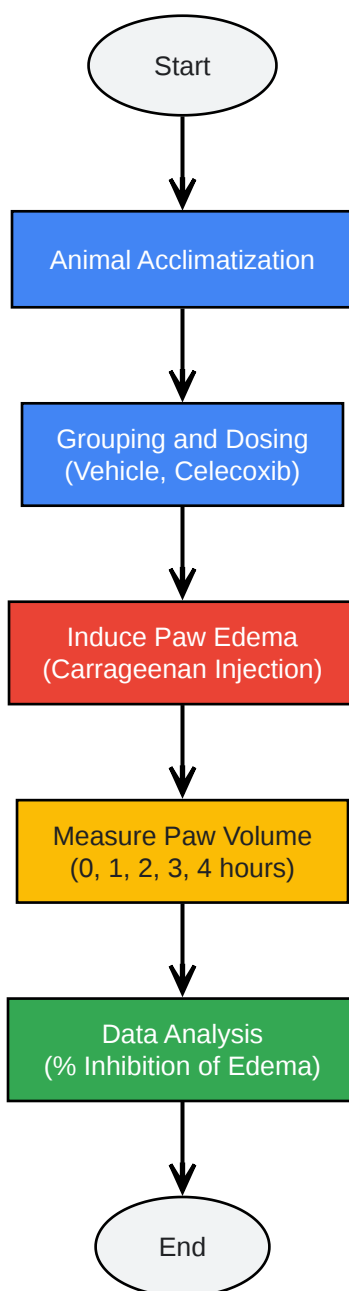 Start
Animal Acclimatization
Grouping and Dosing
(Vehicle, Celecoxib)
Induce Paw Edema
(Carrageenan Injection)
Measure Paw Volume
(0, 1, 2, 3, 4 hours)
Data Analysis
(% Inhibition of Edema)
End